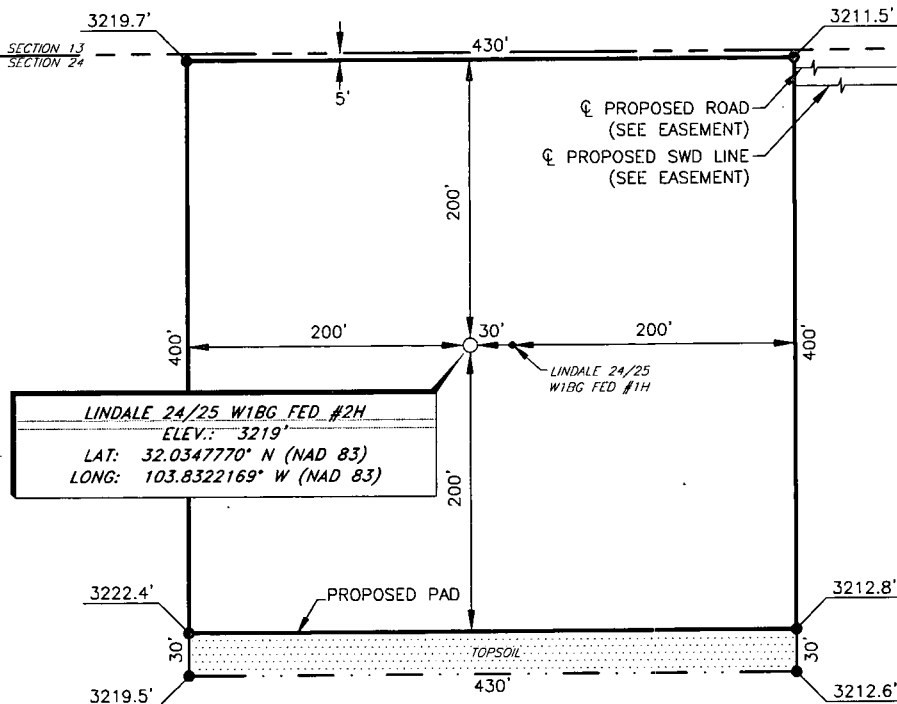 3219.7'
3211.5'
SECTION 13
SECTION 24
430'
5'
℄ PROPOSED ROAD
(SEE EASEMENT)
℄ PROPOSED SWD LINE
(SEE EASEMENT)
200'
200'
30'
200'
400'
400'
LINDALE 24/25
W1BG FED #1H
LINDALE 24/25 W1BG FED #2H
ELEV.: 3219'
LAT: 32.0347770° N (NAD 83)
LONG: 103.8322169° W (NAD 83)
200'
3222.4'
PROPOSED PAD
3212.8'
30'
TOPSOIL
30'
3219.5'
430'
3212.6'